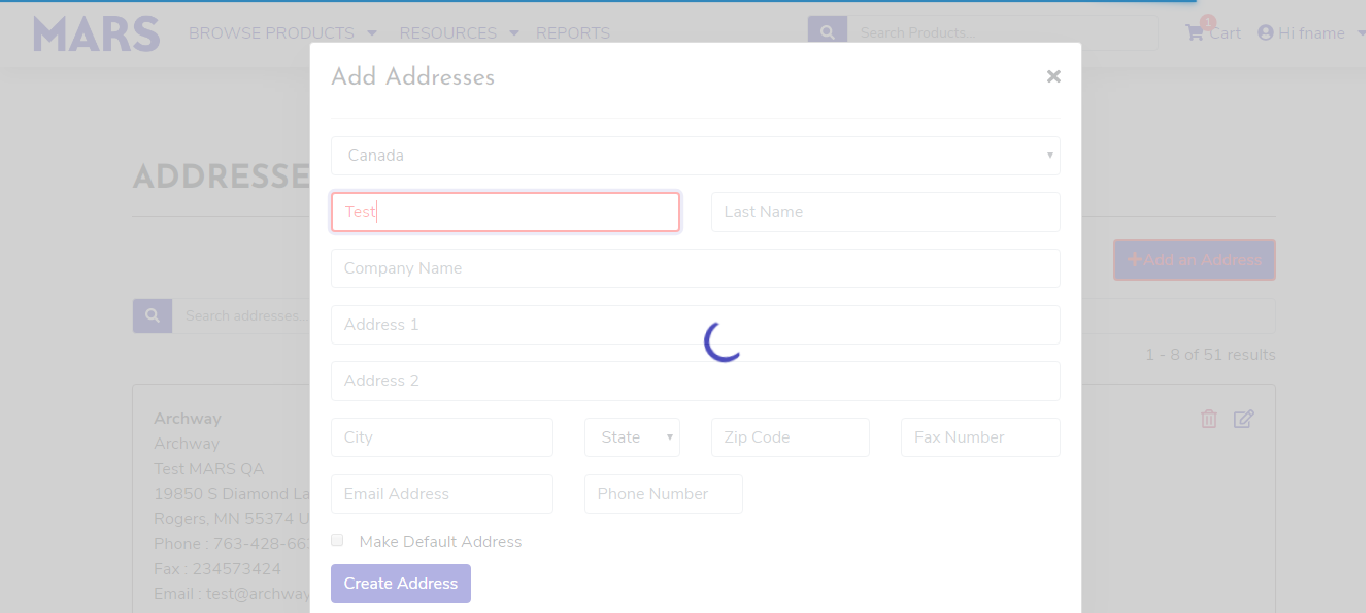 MARS BROWSE PRODUCTS RESOURCES REPORTS Search Products... 1 Cart Hi fname
Add Addresses
Canada
ADDRESSE
Test Last Name
+Add an Address
Company Name
Search addresses... Address 1
1 - 8 of 51 results
Address 2
Archway
Archway
City State Zip Code Fax Number
Test MARS QA
19850 S Diamond La
Email Address Phone Number
Rogers, MN 55374 U
Phone : 763-428-66
Make Default Address
Fax : 234573424
Create Address
Email : test@archway